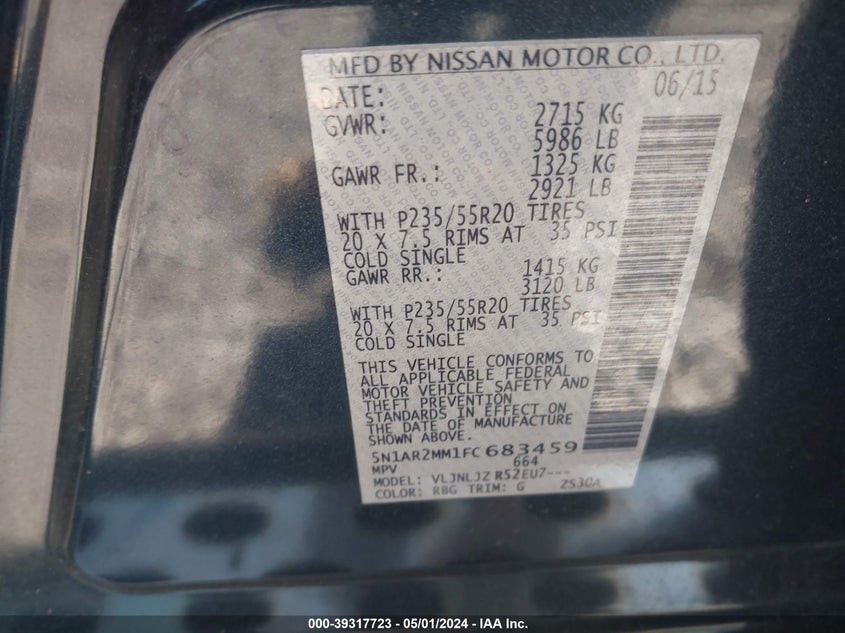 MFD BY NISSAN MOTOR CO., LTD.
DATE: 06/15
GVWR: 2715 KG
5986 LB
GAWR FR.: 1325 KG
2921 LB
WITH P235/55R20 TIRES
20 X 7.5 RIMS AT 35 PSI
COLD SINGLE
GAWR RR.: 1415 KG
3120 LB
WITH P235/55R20 TIRES
20 X 7.5 RIMS AT 35 PSI
COLD SINGLE
THIS VEHICLE CONFORMS TO
ALL APPLICABLE FEDERAL
MOTOR VEHICLE SAFETY AND
THEFT PREVENTION
STANDARDS IN EFFECT ON
THE DATE OF MANUFACTURE
SHOWN ABOVE.
5N1AR2MM1FC683459
MPV 664
MODEL: VLJNLJZ R52EU7---
COLOR: RBG TRIM: G ZS30A
000-39317723 - 05/01/2024 - IAA Inc.